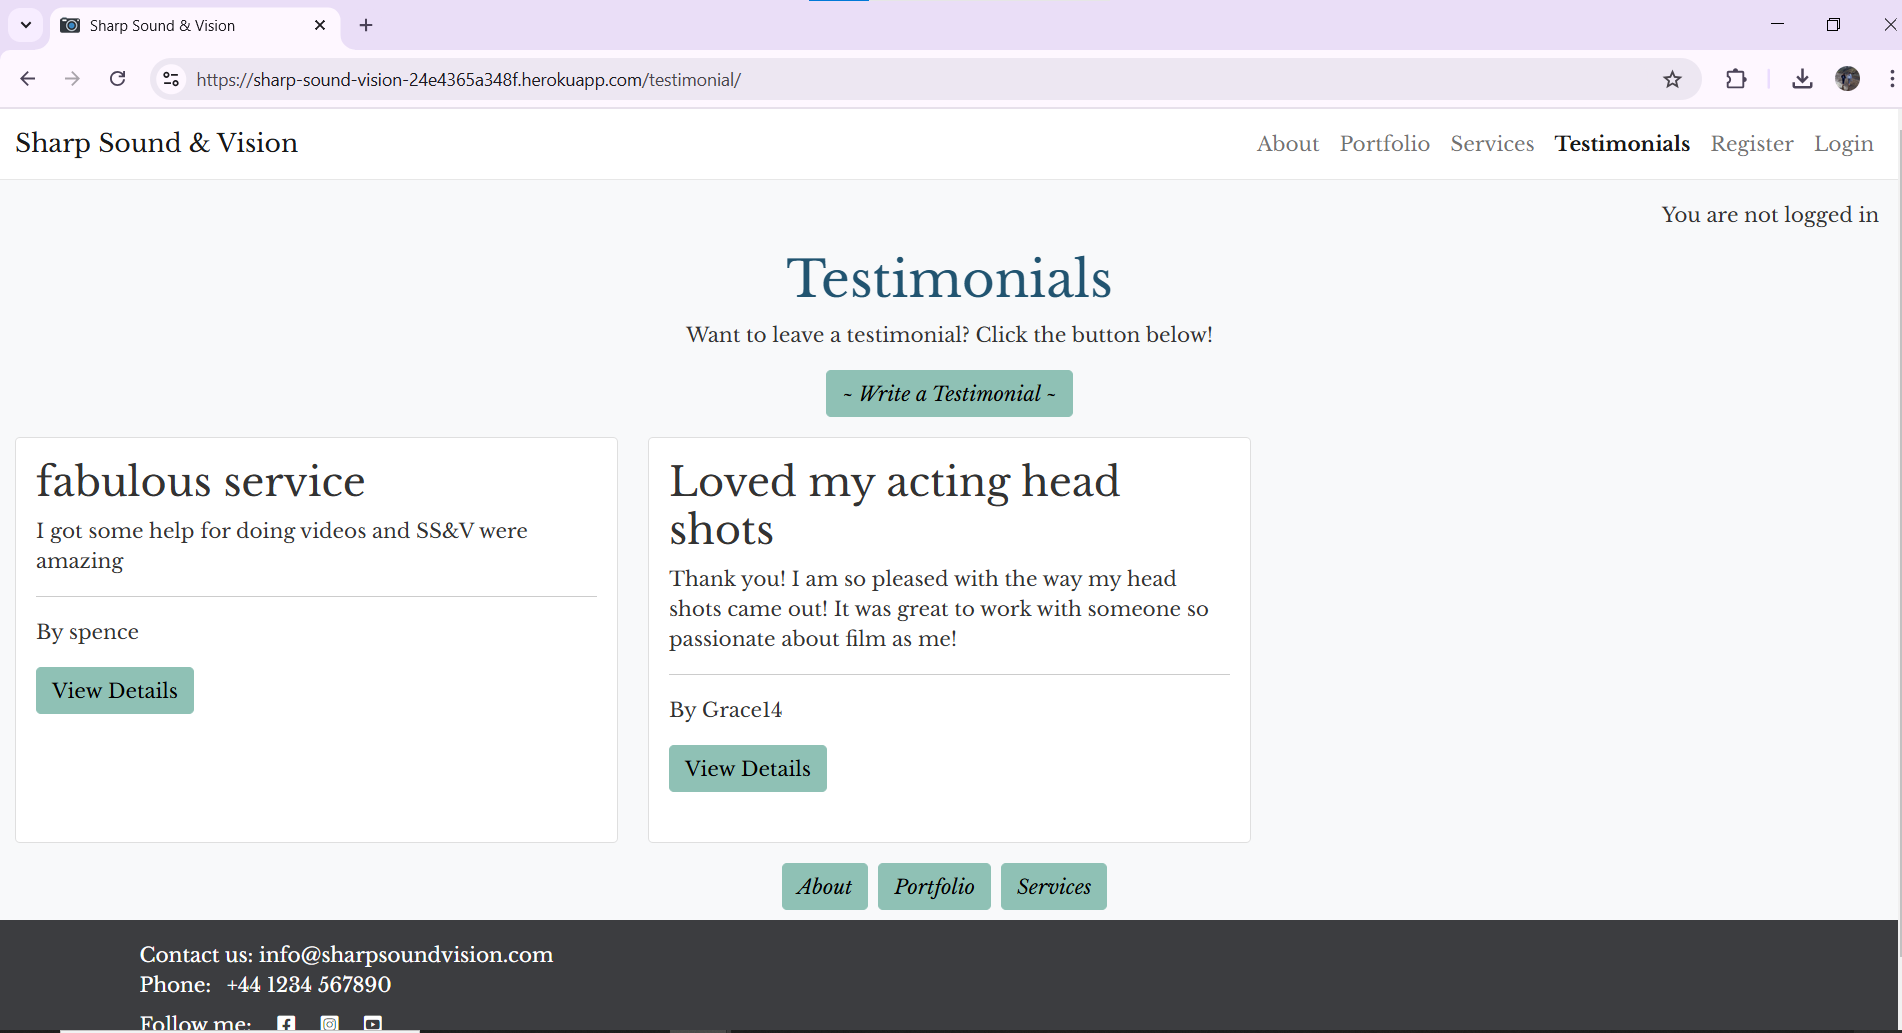 Sharp Sound & Vision
https://sharp-sound-vision-24e4365a348f.herokuapp.com/testimonial/
Sharp Sound & Vision
About Portfolio Services Testimonials Register Login
You are not logged in
Testimonials
Want to leave a testimonial? Click the button below!
~ Write a Testimonial ~
fabulous service
I got some help for doing videos and SS&V were
amazing
By spence
View Details
Loved my acting head
shots
Thank you! I am so pleased with the way my head
shots came out! It was great to work with someone so
passionate about film as me!
By Grace14
View Details
About Portfolio Services
Contact us: info@sharpsoundvision.com
Phone: +44 1234 567890
Follow me: